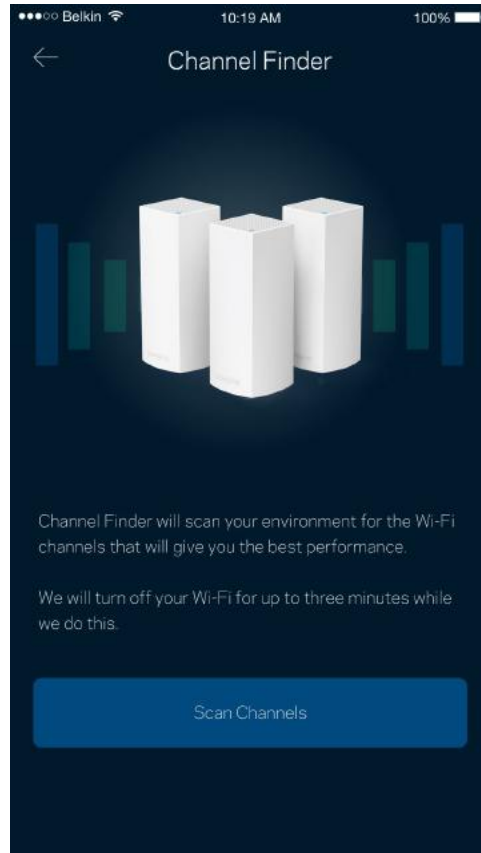 Belkin 10:19 AM 100%
Channel Finder
Channel Finder will scan your environment for the Wi-Fi
channels that will give you the best performance.
We will turn off your Wi-Fi for up to three minutes while
we do this.
Scan Channels